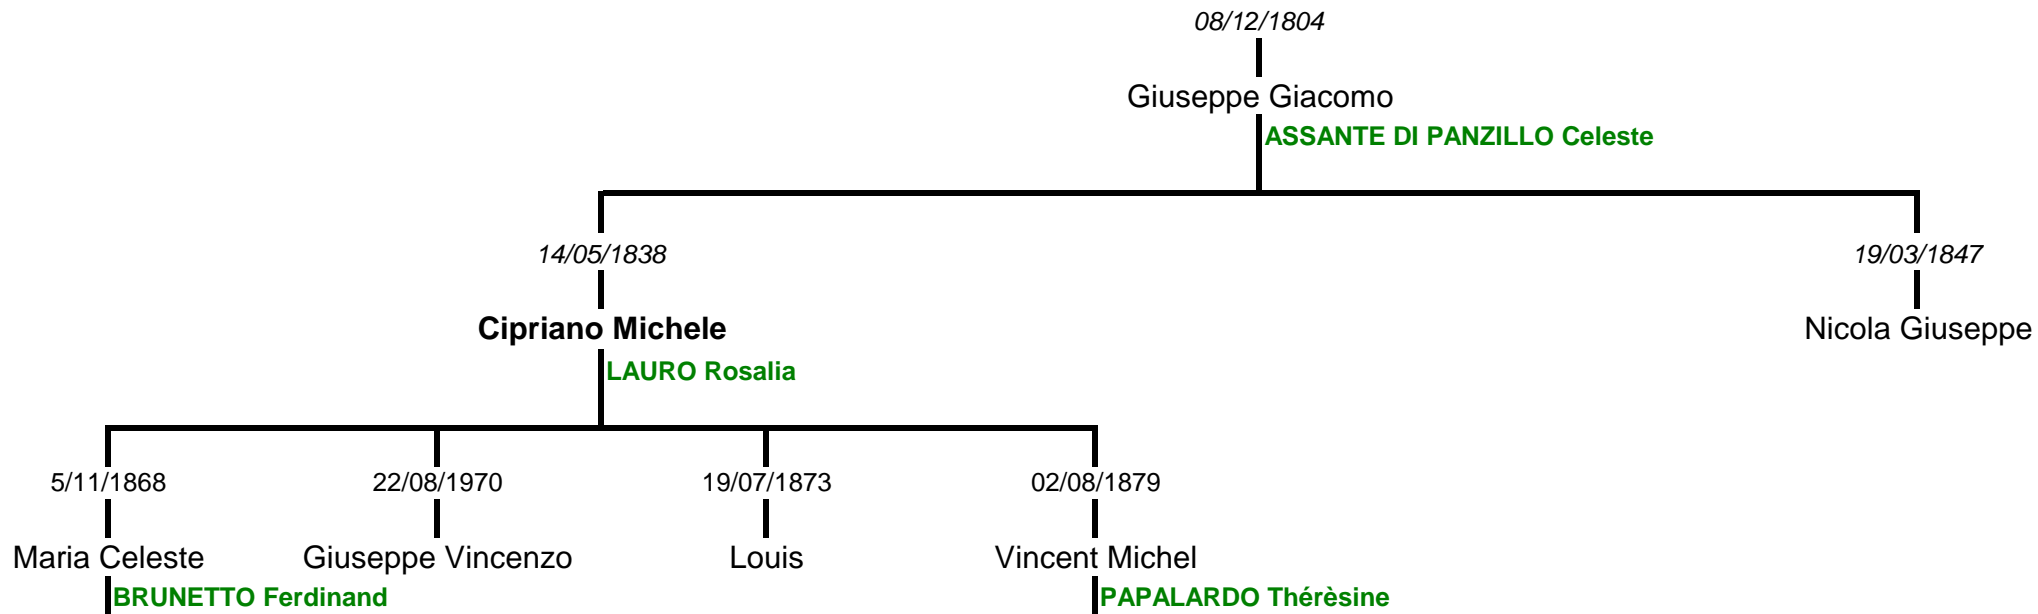 08/12/1804
Giuseppe Giacomo
ASSANTE DI PANZILLO Celeste
14/05/1838
19/03/1847
Cipriano Michele
Nicola Giuseppe
LAURO Rosalia
5/11/1868
22/08/1970
19/07/1873
02/08/1879
Maria Celeste
Giuseppe Vincenzo
Louis
Vincent Michel
BRUNETTO Ferdinand
PAPALARDO Thérèsine